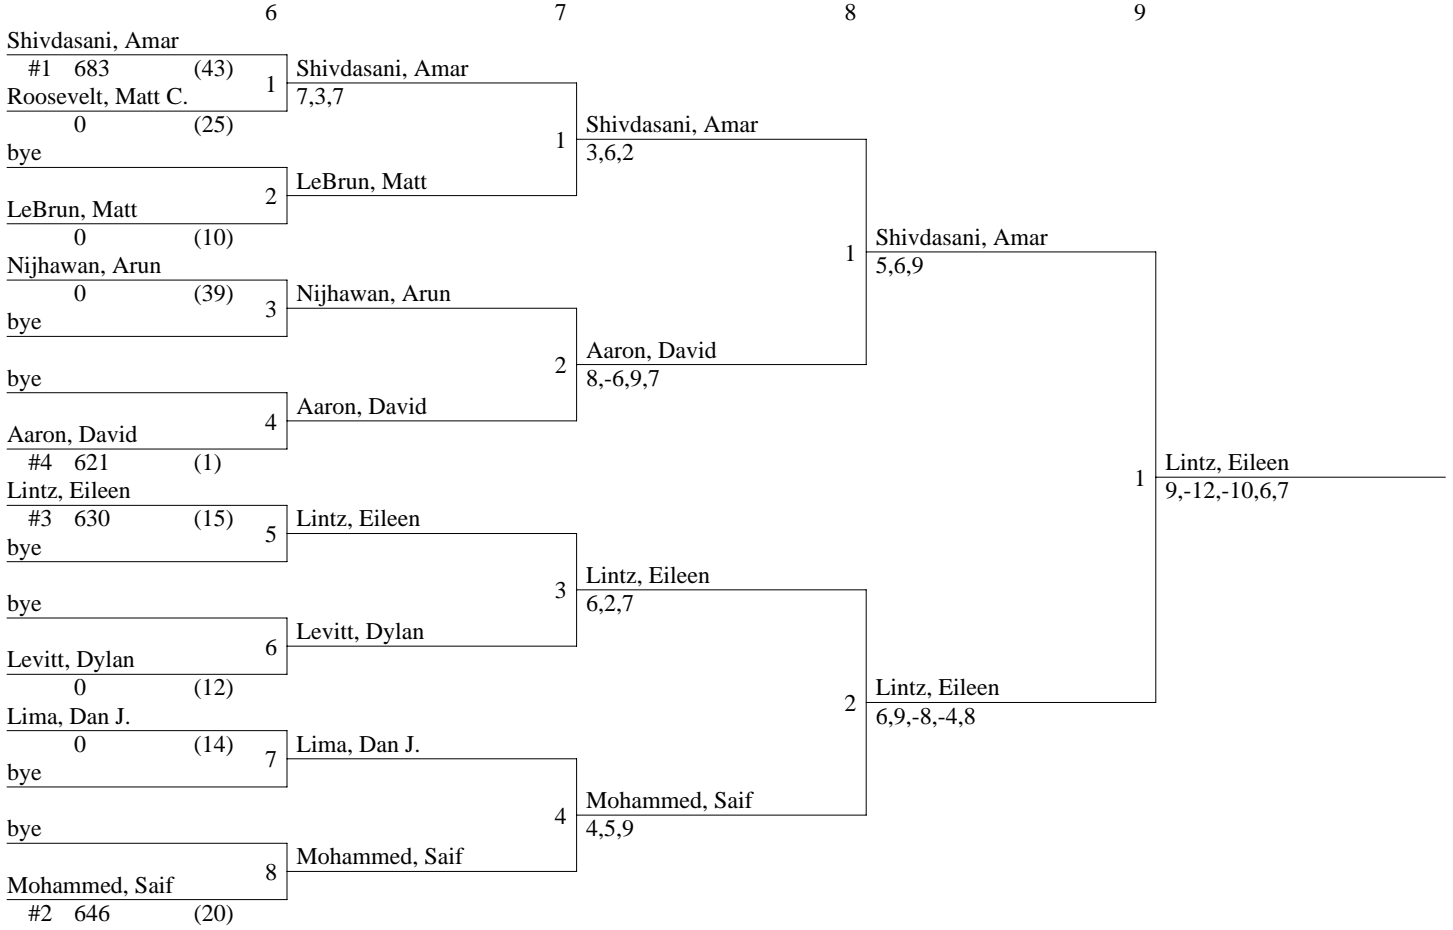 6 7 8 9
Shivdasani, Amar
#1 683 (43)
1
Roosevelt, Matt C.
0 (25)
Shivdasani, Amar
7,3,7
bye
2
LeBrun, Matt
0 (10)
LeBrun, Matt
1
Shivdasani, Amar
3,6,2
Nijhawan, Arun
0 (39)
3
bye
Nijhawan, Arun
bye
4
Aaron, David
#4 621 (1)
Aaron, David
2
Aaron, David
8,-6,9,7
1
Shivdasani, Amar
5,6,9
Lintz, Eileen
#3 630 (15)
5
bye
Lintz, Eileen
bye
6
Levitt, Dylan
0 (12)
Levitt, Dylan
3
Lintz, Eileen
6,2,7
Lima, Dan J.
0 (14)
7
bye
Lima, Dan J.
bye
8
Mohammed, Saif
#2 646 (20)
Mohammed, Saif
4
Mohammed, Saif
4,5,9
2
Lintz, Eileen
6,9,-8,-4,8
1
Lintz, Eileen
9,-12,-10,6,7